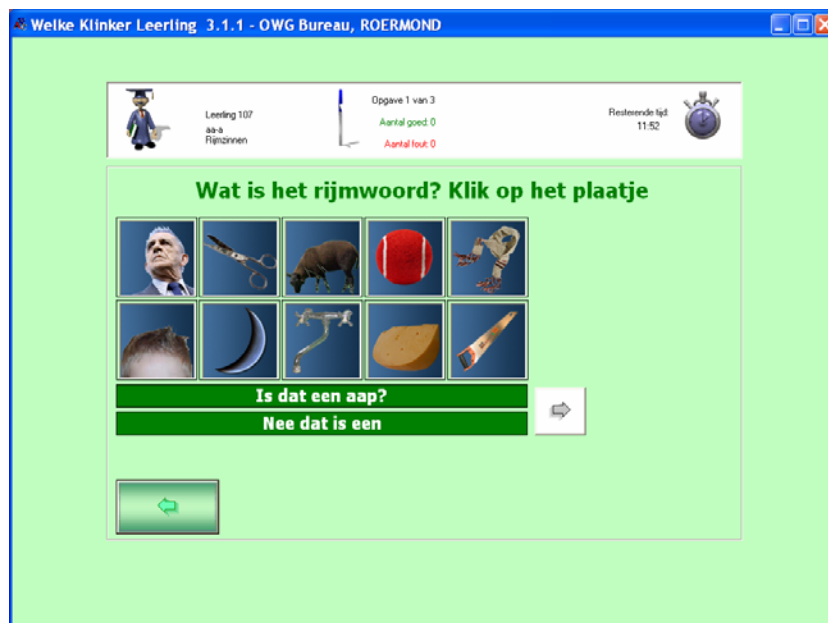 Welke Klinker Leerling 3.1.1 - OWG Bureau, ROERMOND
Leerling 107
aa-a
Rijmzinnen
Opgave 1 van 3
Aantal goed: 0
Aantal fout: 0
Resterende tijd:
11:52
Wat is het rijmwoord? Klik op het plaatje
Is dat een aap?
Nee dat is een